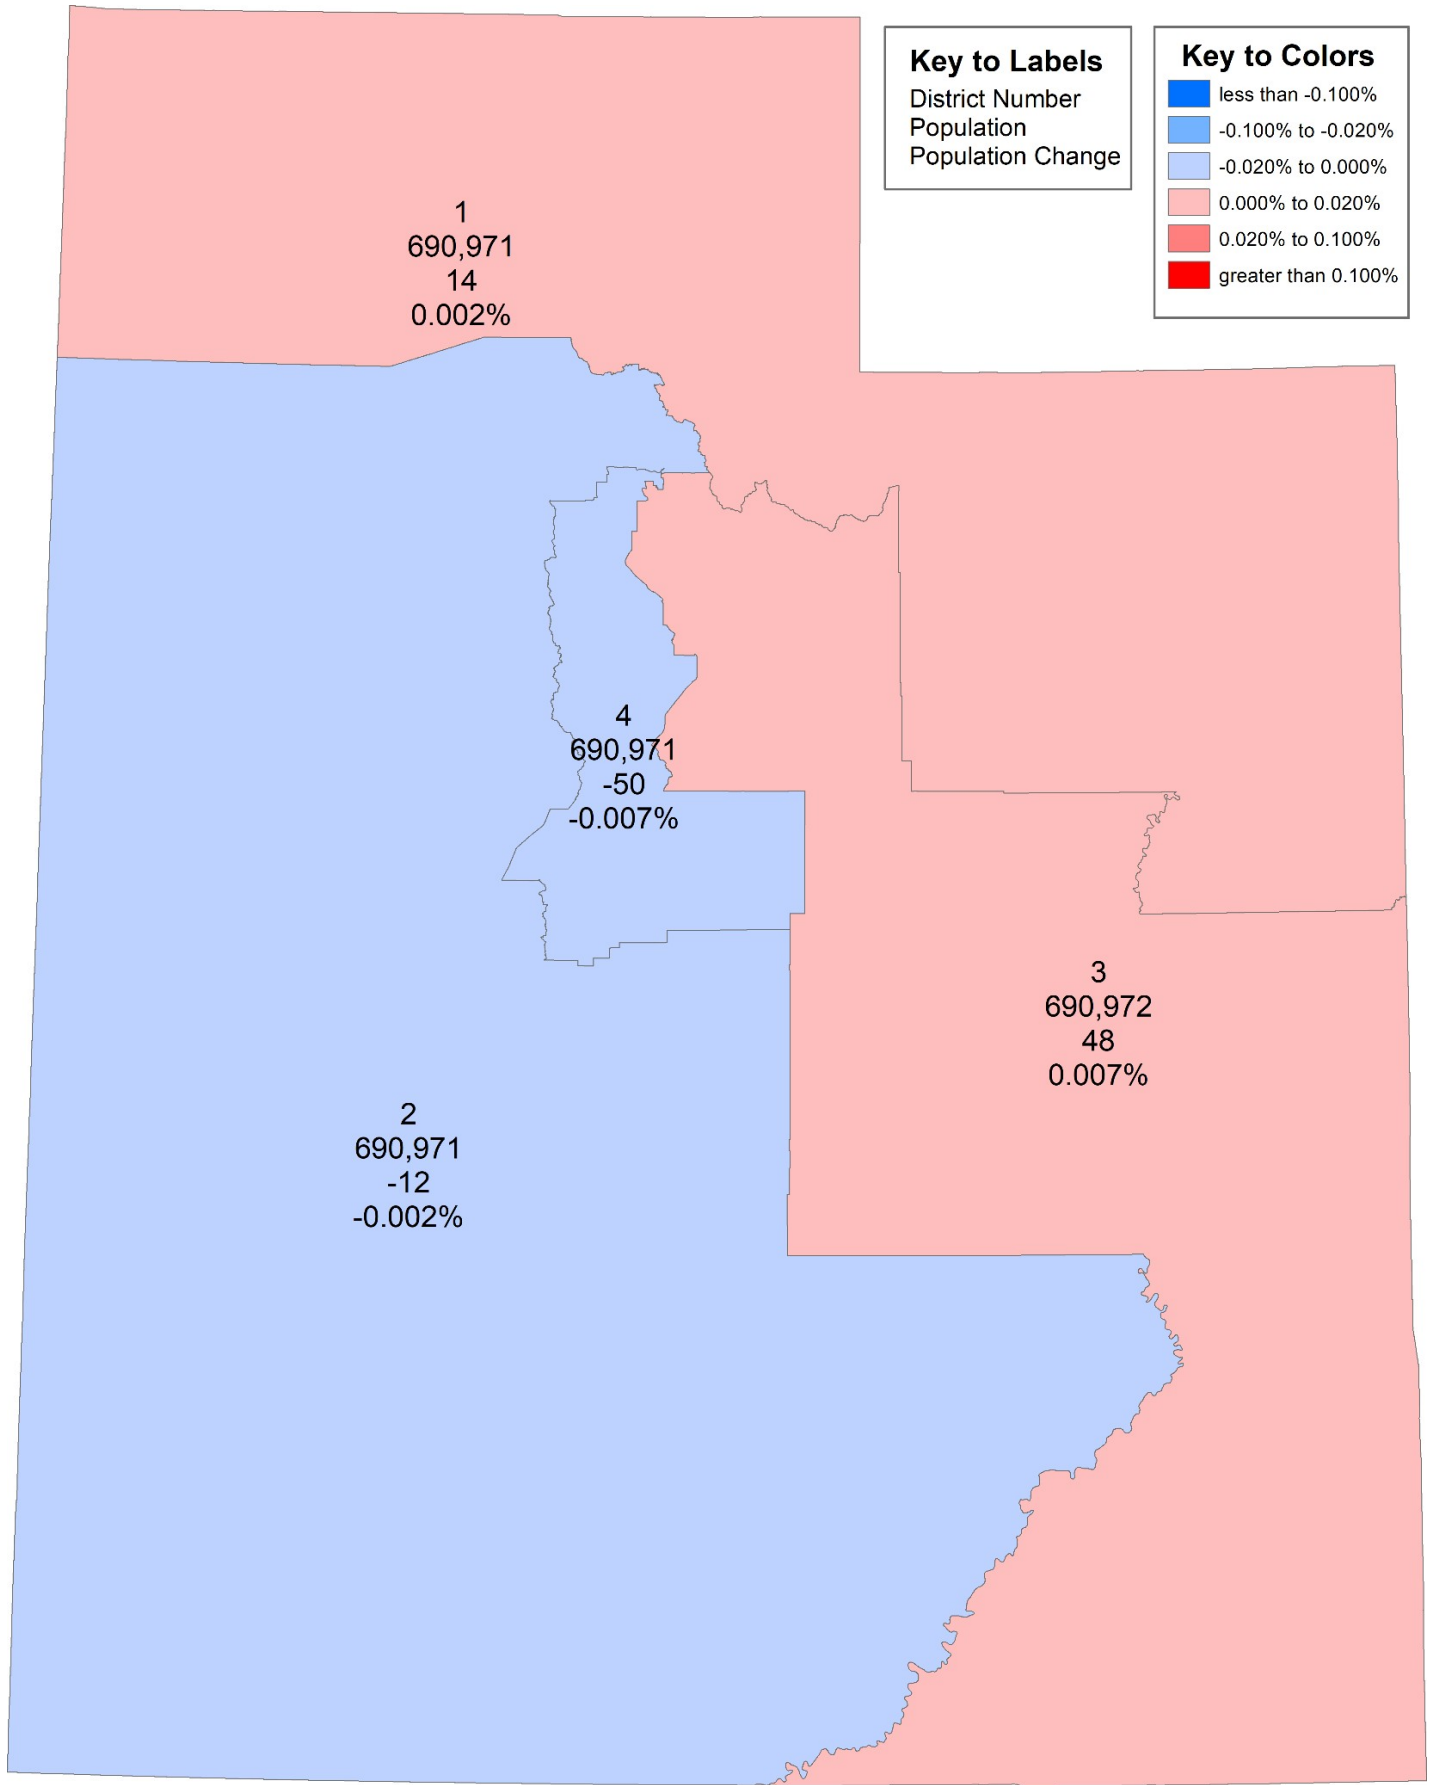 Key to Labels
District Number
Population
Population Change
Key to Colors
less than -0.100%
-0.100% to -0.020%
-0.020% to 0.000%
0.000% to 0.020%
0.020% to 0.100%
greater than 0.100%
1
690,971
14
0.002%
4
690,971
-50
-0.007%
3
690,972
48
0.007%
2
690,971
-12
-0.002%